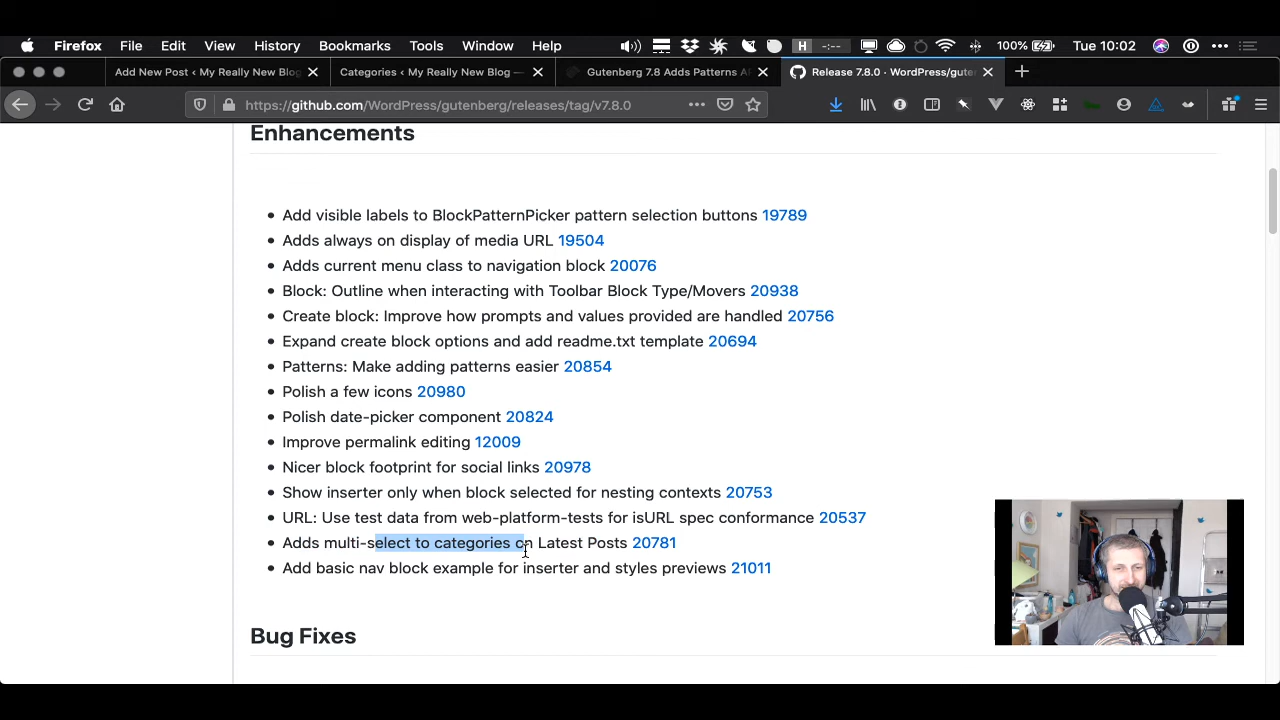 Firefox File Edit View History Bookmarks Tools Window Help H -:-- 100% Tue 10:02
Add New Post ‹ My Really New Blog Categories ‹ My Really New Blog — Gutenberg 7.8 Adds Patterns AP Release 7.8.0 · WordPress/guten
https://github.com/WordPress/gutenberg/releases/tag/v7.8.0
Enhancements
Add visible labels to BlockPatternPicker pattern selection buttons 19789
Adds always on display of media URL 19504
Adds current menu class to navigation block 20076
Block: Outline when interacting with Toolbar Block Type/Movers 20938
Create block: Improve how prompts and values provided are handled 20756
Expand create block options and add readme.txt template 20694
Patterns: Make adding patterns easier 20854
Polish a few icons 20980
Polish date-picker component 20824
Improve permalink editing 12009
Nicer block footprint for social links 20978
Show inserter only when block selected for nesting contexts 20753
URL: Use test data from web-platform-tests for isURL spec conformance 20537
Adds multi-select to categories on Latest Posts 20781
Add basic nav block example for inserter and styles previews 21011
Bug Fixes